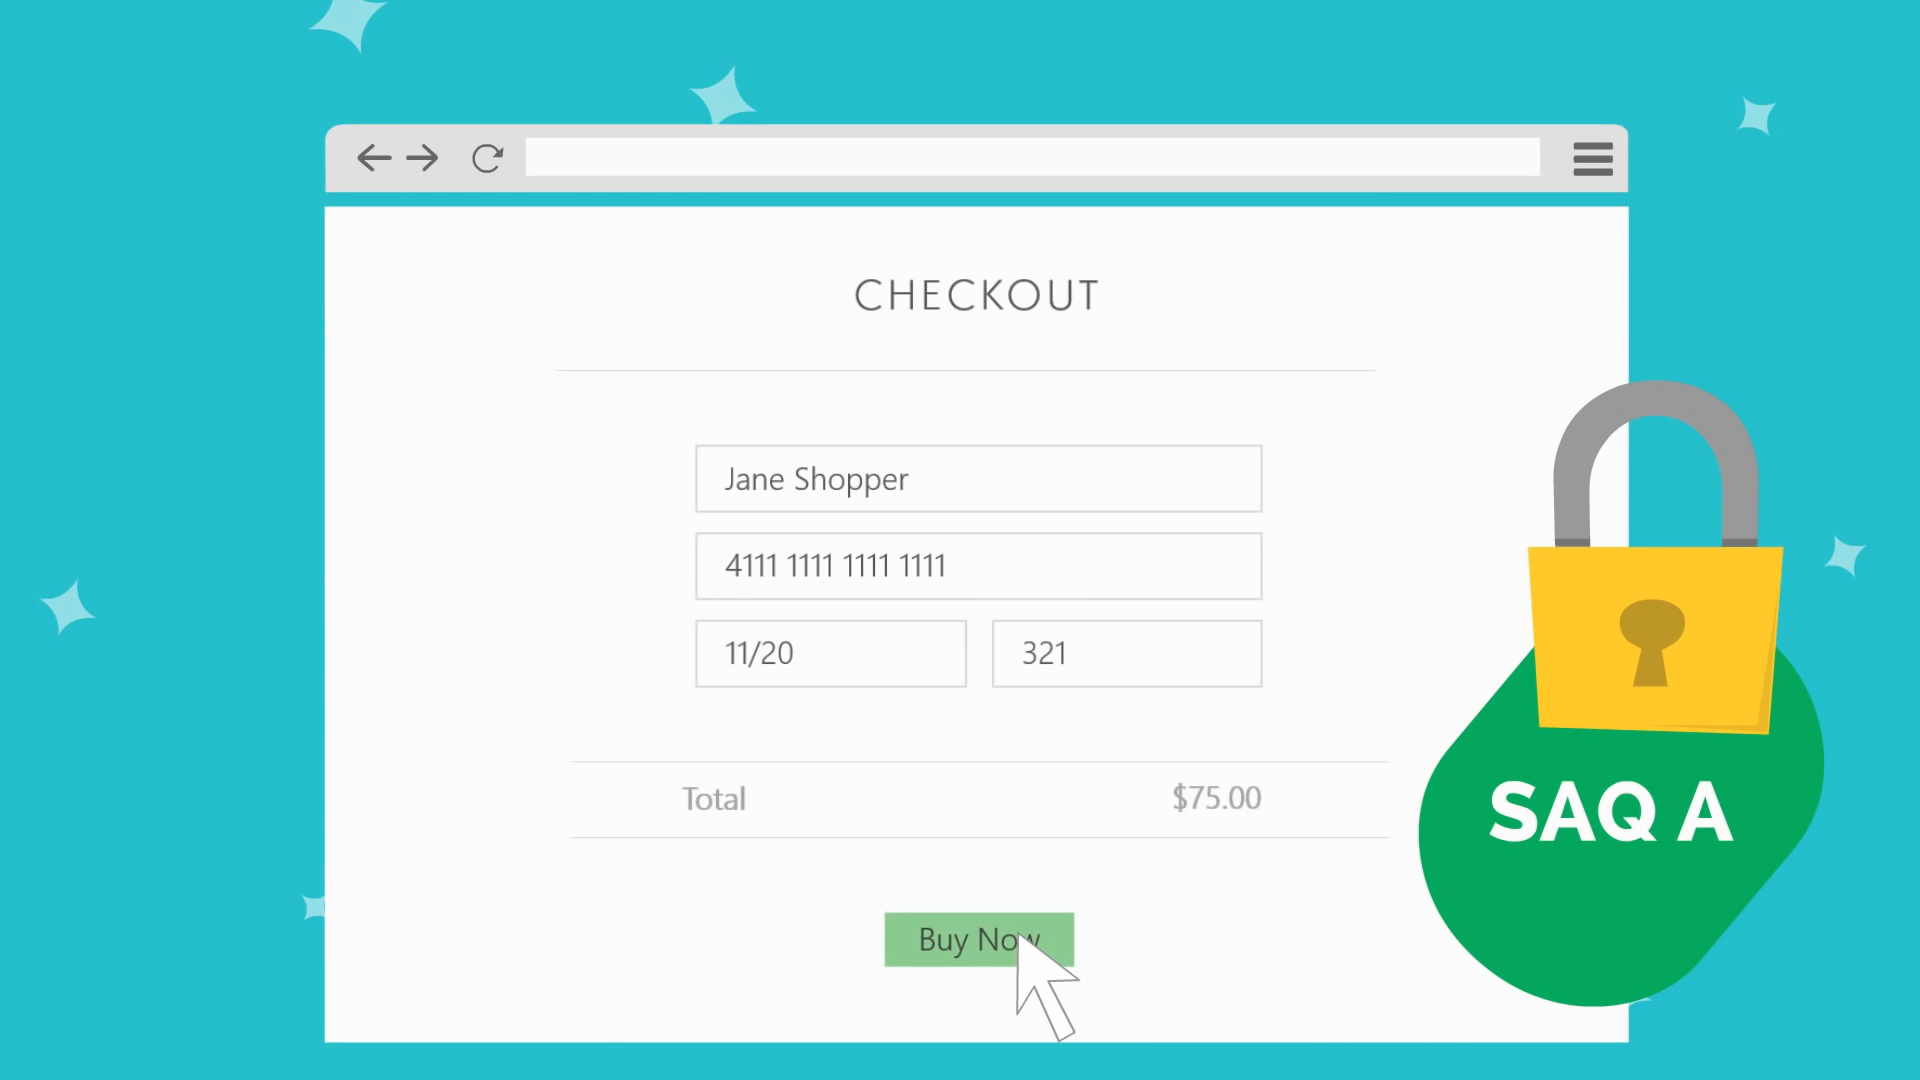 CHECKOUT
Jane Shopper
4111 1111 1111 1111
11/20 321
Total $75.00
Buy Now
SAQ A